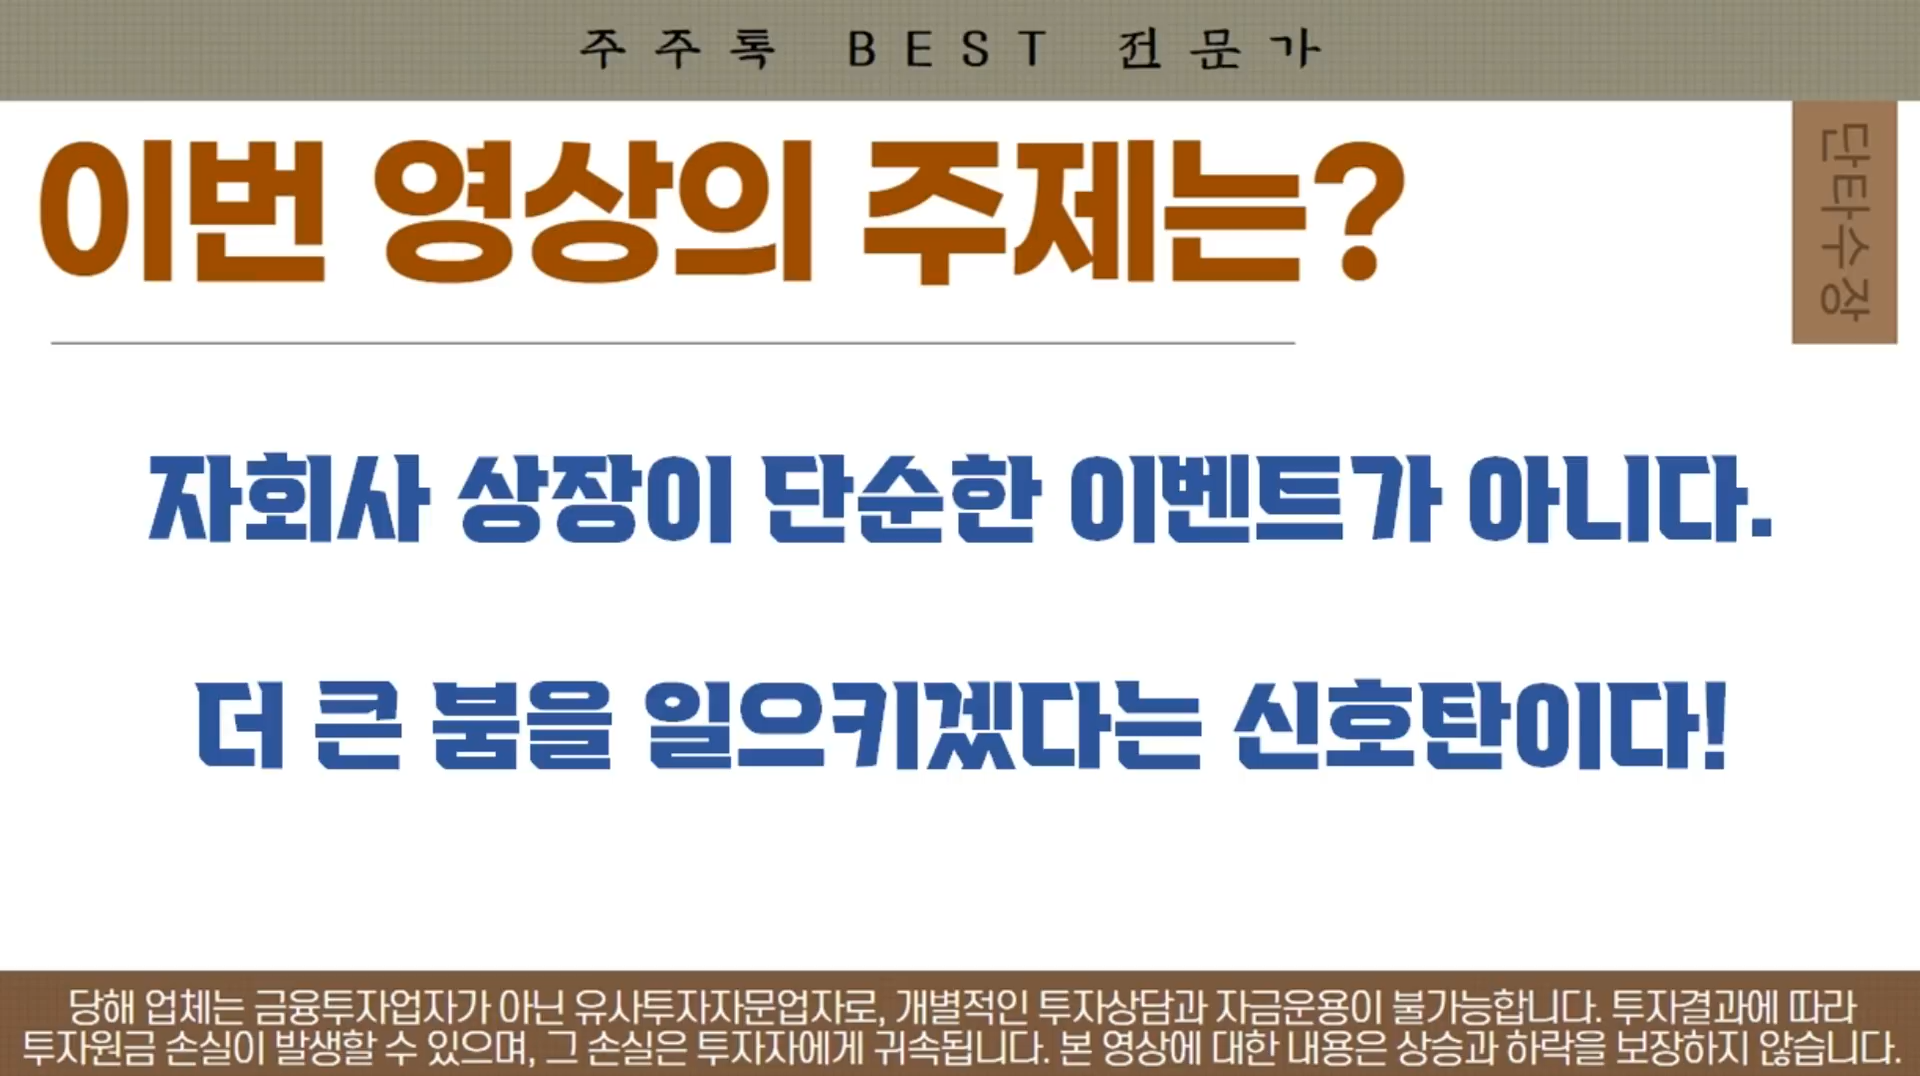 주주톡 BEST 전문가
이번 영상의 주제는?
단타수장
자회사 상장이 단순한 이벤트가 아니다.
더 큰 붐을 일으키겠다는 신호탄이다!
당해 업체는 금융투자업자가 아닌 유사투자자문업자로, 개별적인 투자상담과 자금운용이 불가능합니다. 투자결과에 따라
투자원금 손실이 발생할 수 있으며, 그 손실은 투자자에게 귀속됩니다. 본 영상에 대한 내용은 상승과 하락을 보장하지 않습니다.